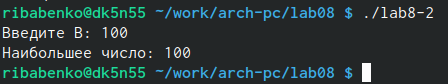 ribabenko@dk5n55 ~/work/arch-pc/lab08 $ ./lab8-2
Введите В: 100
Наибольшее число: 100
ribabenko@dk5n55 ~/work/arch-pc/lab08 $